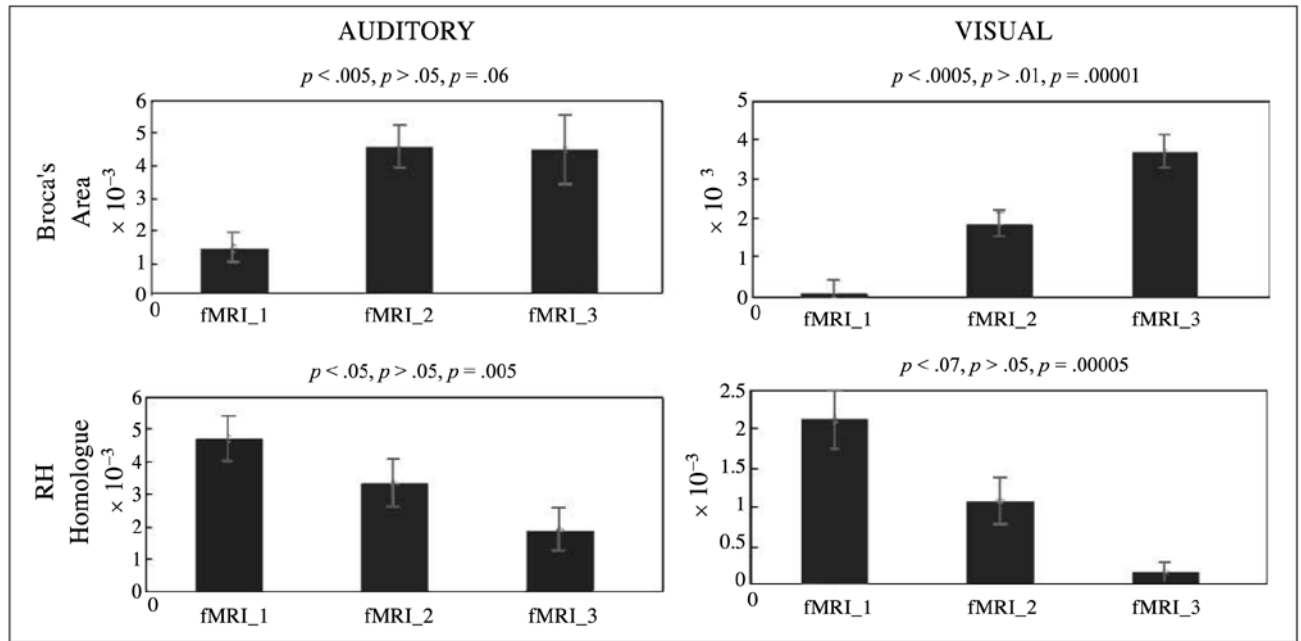 AUDITORY
VISUAL
p < .005, p > .05, p = .06
p < .0005, p > .01, p = .00001
Broca's
Area
× 10⁻³
6
5
4
3
2
1
0
0
fMRI_1
fMRI_2
fMRI_3
× 10 3
5
4
3
2
1
0
0
fMRI_1
fMRI_2
fMRI_3
p < .05, p > .05, p = .005
p < .07, p > .05, p = .00005
RH
Homologue
× 10⁻³
6
5
4
3
2
1
0
0
fMRI_1
fMRI_2
fMRI_3
× 10⁻³
2.5
2
1.5
1
0.5
0
0
fMRI_1
fMRI_2
fMRI_3